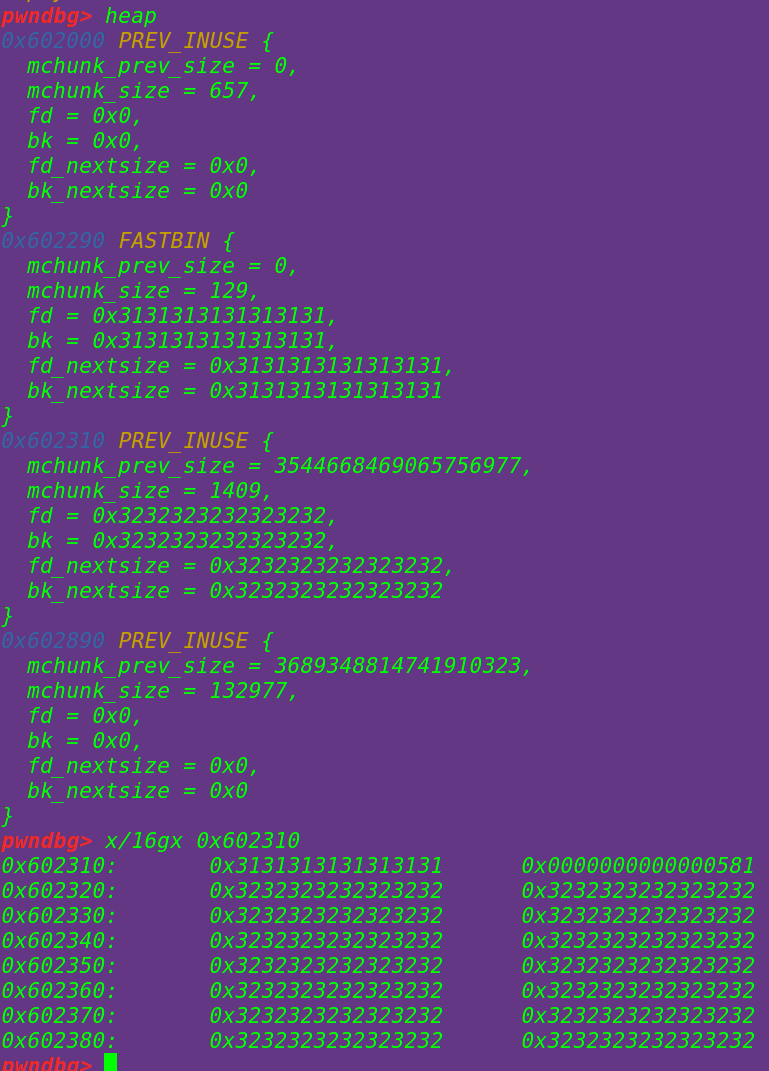 pwndbg> heap
0x602000 PREV_INUSE {
  mchunk_prev_size = 0,
  mchunk_size = 657,
  fd = 0x0,
  bk = 0x0,
  fd_nextsize = 0x0,
  bk_nextsize = 0x0
}
0x602290 FASTBIN {
  mchunk_prev_size = 0,
  mchunk_size = 129,
  fd = 0x3131313131313131,
  bk = 0x3131313131313131,
  fd_nextsize = 0x3131313131313131,
  bk_nextsize = 0x3131313131313131
}
0x602310 PREV_INUSE {
  mchunk_prev_size = 3544668469065756977,
  mchunk_size = 1409,
  fd = 0x3232323232323232,
  bk = 0x3232323232323232,
  fd_nextsize = 0x3232323232323232,
  bk_nextsize = 0x3232323232323232
}
0x602890 PREV_INUSE {
  mchunk_prev_size = 3689348814741910323,
  mchunk_size = 132977,
  fd = 0x0,
  bk = 0x0,
  fd_nextsize = 0x0,
  bk_nextsize = 0x0
}
pwndbg> x/16gx 0x602310
0x602310: 0x3131313131313131 0x0000000000000581
0x602320: 0x3232323232323232 0x3232323232323232
0x602330: 0x3232323232323232 0x3232323232323232
0x602340: 0x3232323232323232 0x3232323232323232
0x602350: 0x3232323232323232 0x3232323232323232
0x602360: 0x3232323232323232 0x3232323232323232
0x602370: 0x3232323232323232 0x3232323232323232
0x602380: 0x3232323232323232 0x3232323232323232
pwndbg>